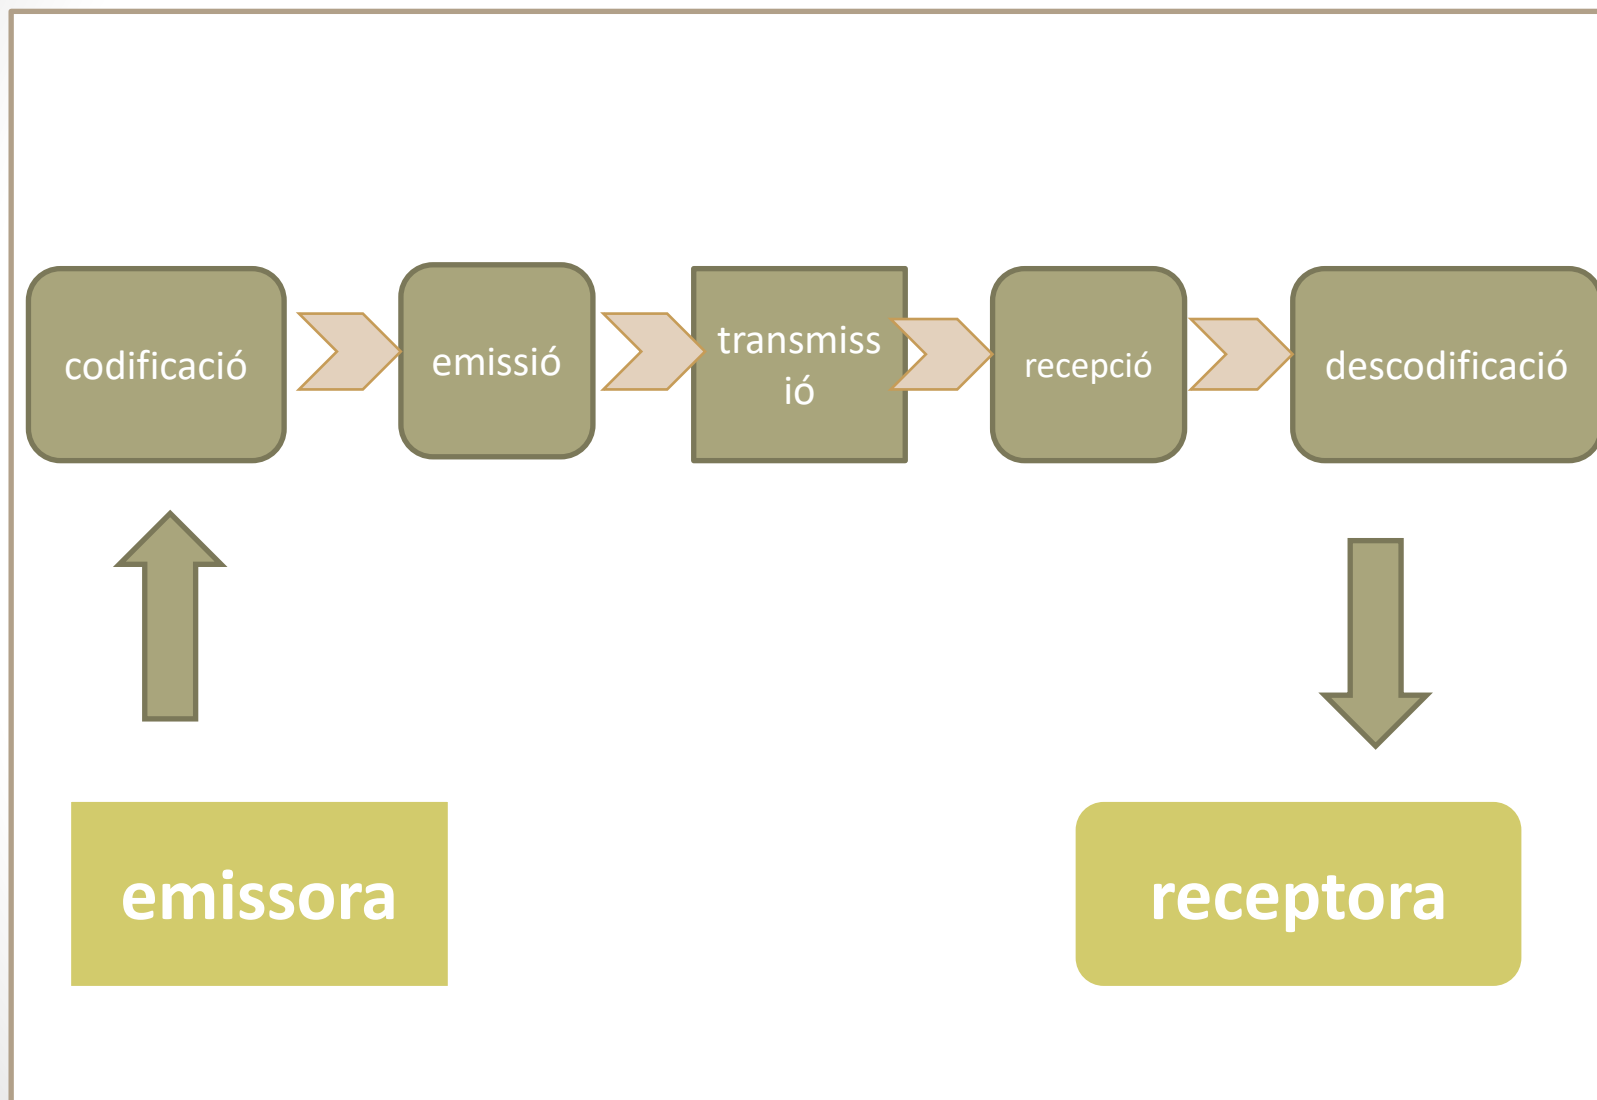 codificació
emissió
transmiss
ió
recepció
descodificació
emissora
receptora